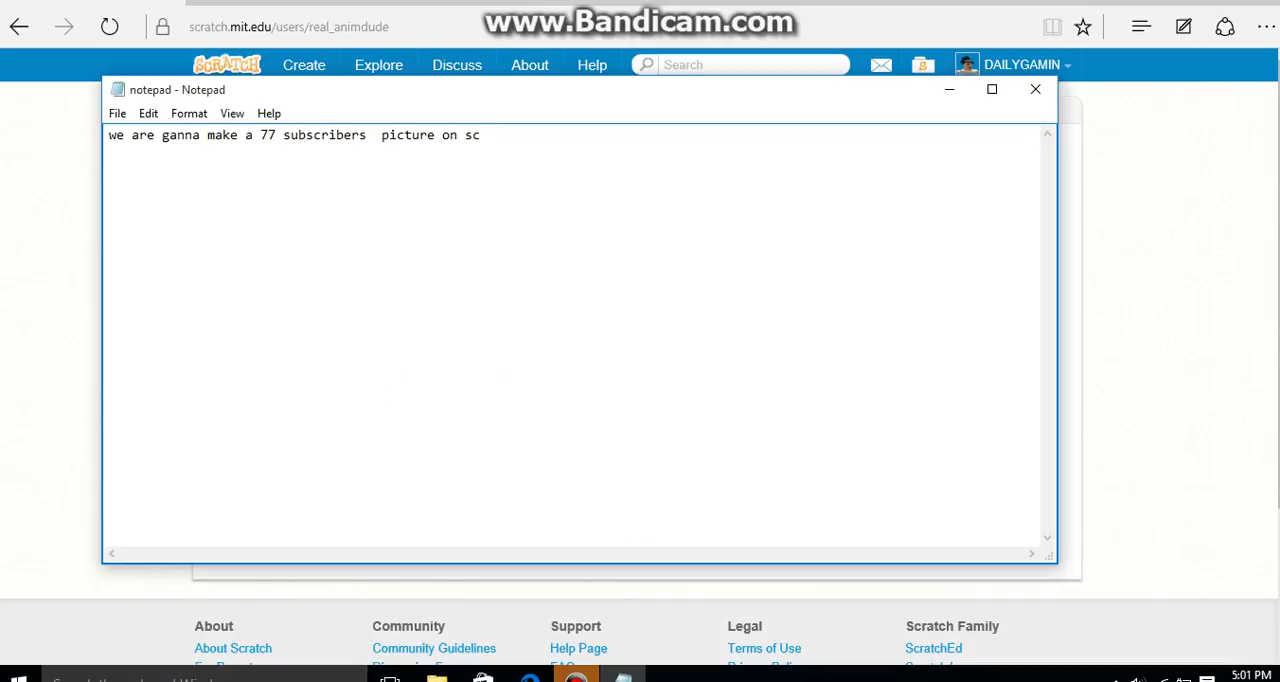 www.Bandicam.com
scratch.mit.edu/users/real_animdude
SCRATCH Create Explore Discuss About Help Search DAILYGAMIN
notepad - Notepad
File Edit Format View Help
we are ganna make a 77 subscribers  picture on sc
About Community Support Legal Scratch Family
About Scratch Community Guidelines Help Page Terms of Use ScratchEd
5:01 PM